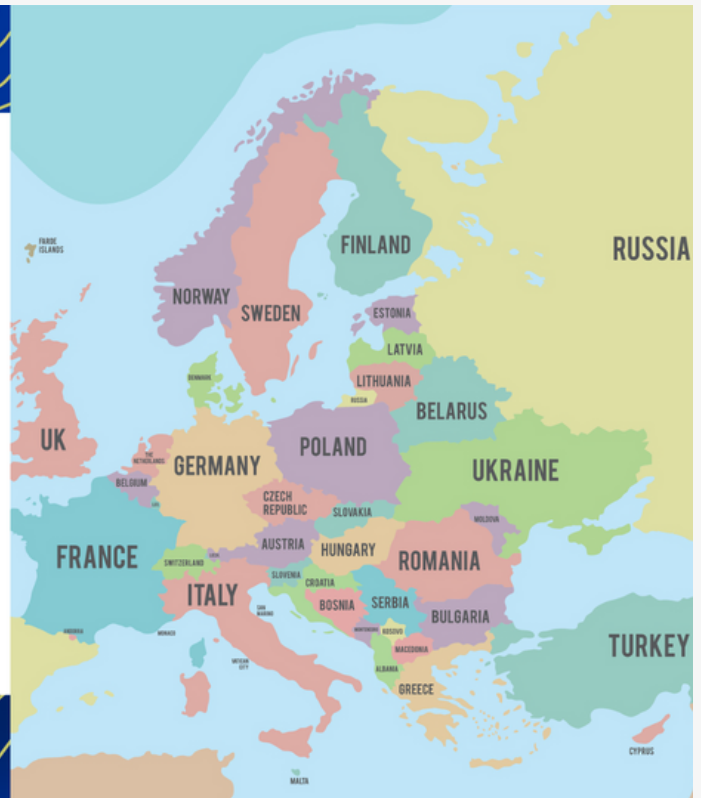 FAROE
ISLANDS
RUSSIA
FINLAND
NORWAY
SWEDEN
ESTONIA
LATVIA
DENMARK
LITHUANIA
RUSSIA
BELARUS
UK
THE
NETHERLANDS
GERMANY
POLAND
UKRAINE
BELGIUM
CZECH
REPUBLIC
SLOVAKIA
MOLDOVA
FRANCE
SWITZERLAND
AUSTRIA
HUNGARY
ROMANIA
SLOVENIA
CROATIA
ITALY
SAN
MARINO
BOSNIA
SERBIA
BULGARIA
ANDORRA
MONACO
MONTENEGRO
KOSOVO
TURKEY
VATICAN
CITY
MACEDONIA
ALBANIA
GREECE
CYPRUS
MALTA